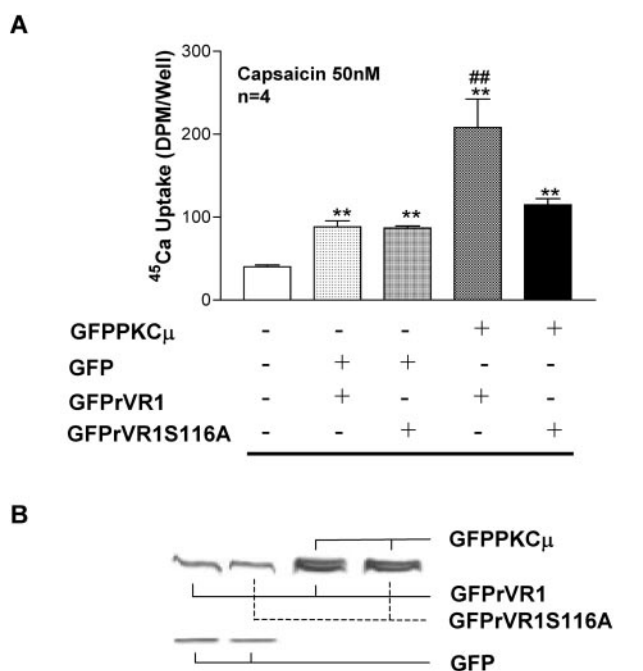 A
300
200
100
0
⁴⁵Ca Uptake (DPM/Well)
Capsaicin 50nM
n=4
**
**
##
**
**
GFPPKCμ - - - + +
GFP - + + - -
GFPrVR1 - + - + -
GFPrVR1S116A - - + - +
B
GFPPKCμ
GFPrVR1
GFPrVR1S116A
GFP